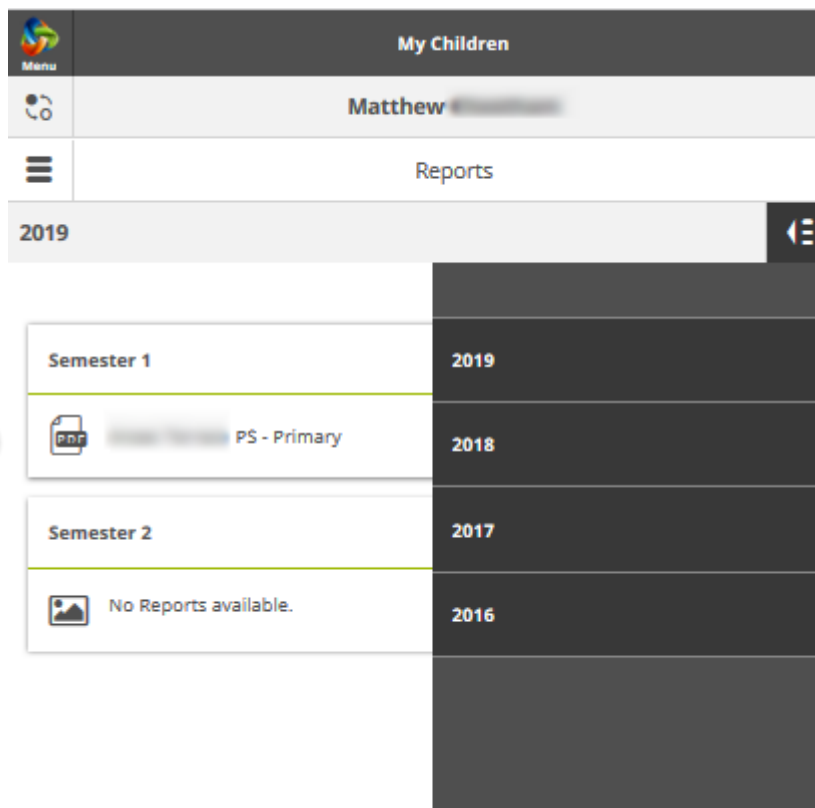 Menu
My Children
Matthew
Reports
2019
Semester 1
PDF
PS - Primary
Semester 2
No Reports available.
2019
2018
2017
2016